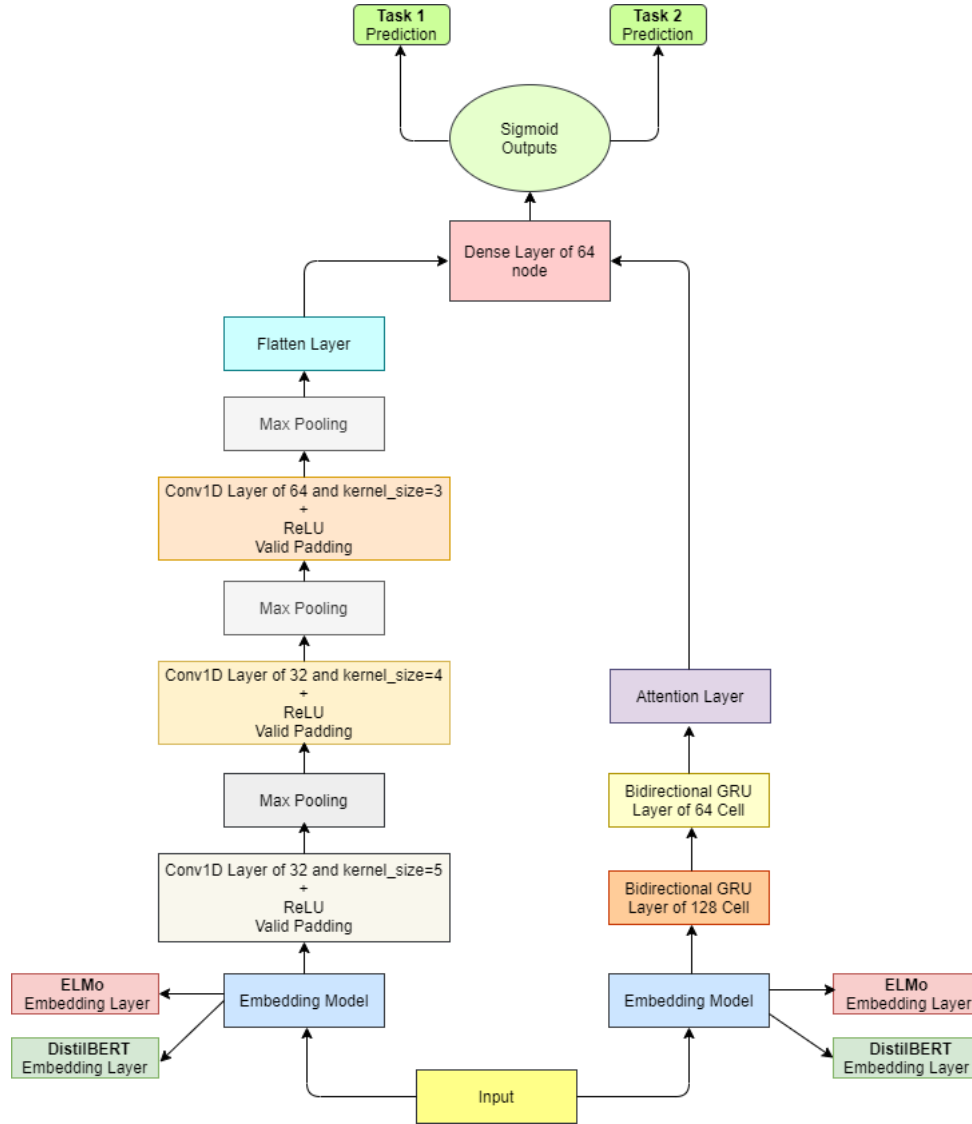 Task 1
Prediction
Task 2
Prediction
Sigmoid
Outputs
Dense Layer of 64
node
Flatten Layer
Max Pooling
Conv1D Layer of 64 and kernel_size=3
+
ReLU
Valid Padding
Max Pooling
Conv1D Layer of 32 and kernel_size=4
+
ReLU
Valid Padding
Attention Layer
Max Pooling
Bidirectional GRU
Layer of 64 Cell
Conv1D Layer of 32 and kernel_size=5
+
ReLU
Valid Padding
Bidirectional GRU
Layer of 128 Cell
ELMo
Embedding Layer
Embedding Model
Embedding Model
ELMo
Embedding Layer
DistilBERT
Embedding Layer
DistilBERT
Embedding Layer
Input